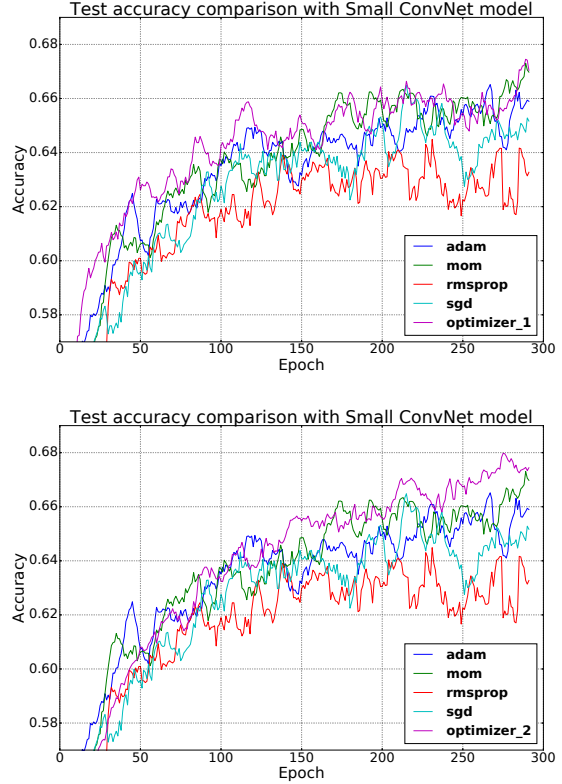 Test accuracy comparison with Small ConvNet model
0.68
0.66
0.64
0.62
0.60
0.58
Accuracy
adam
mom
rmsprop
sgd
optimizer_1
0 50 100 150 200 250 300
Epoch
Test accuracy comparison with Small ConvNet model
0.68
0.66
0.64
0.62
0.60
0.58
Accuracy
adam
mom
rmsprop
sgd
optimizer_2
0 50 100 150 200 250 300
Epoch